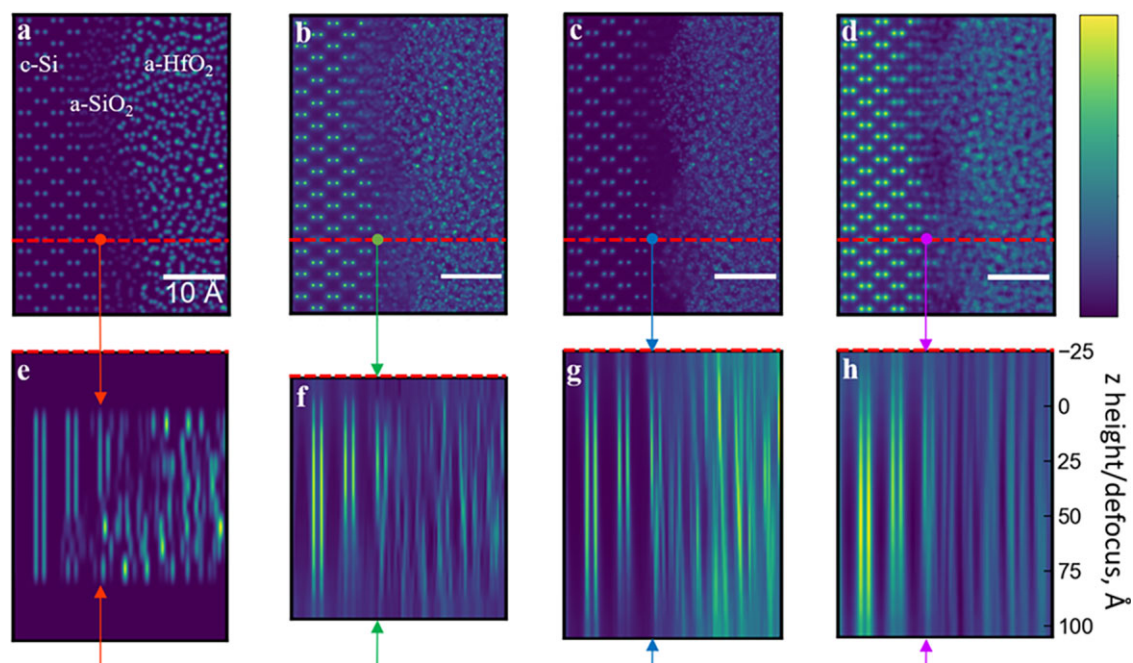 a
c-Si
a-HfO₂
a-SiO₂
10 Å
b
c
d
e
f
g
h
−25
0
25
50
75
100
z height/defocus, Å